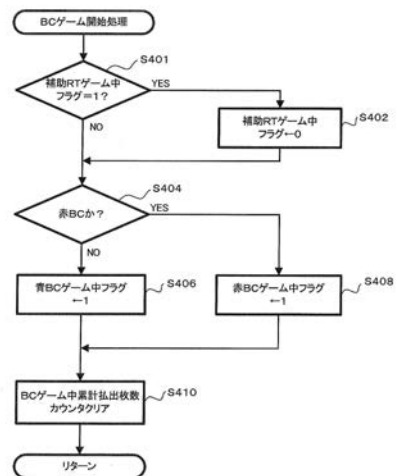 BCゲーム開始処理
S401
補助RTゲーム中
フラグ＝1？
YES
NO
補助RTゲーム中
フラグ←0
S402
S404
赤BCか？
YES
NO
青BCゲーム中フラグ
←1
S406
赤BCゲーム中フラグ
←1
S408
BCゲーム中累計払出枚数
カウンタクリア
S410
リターン